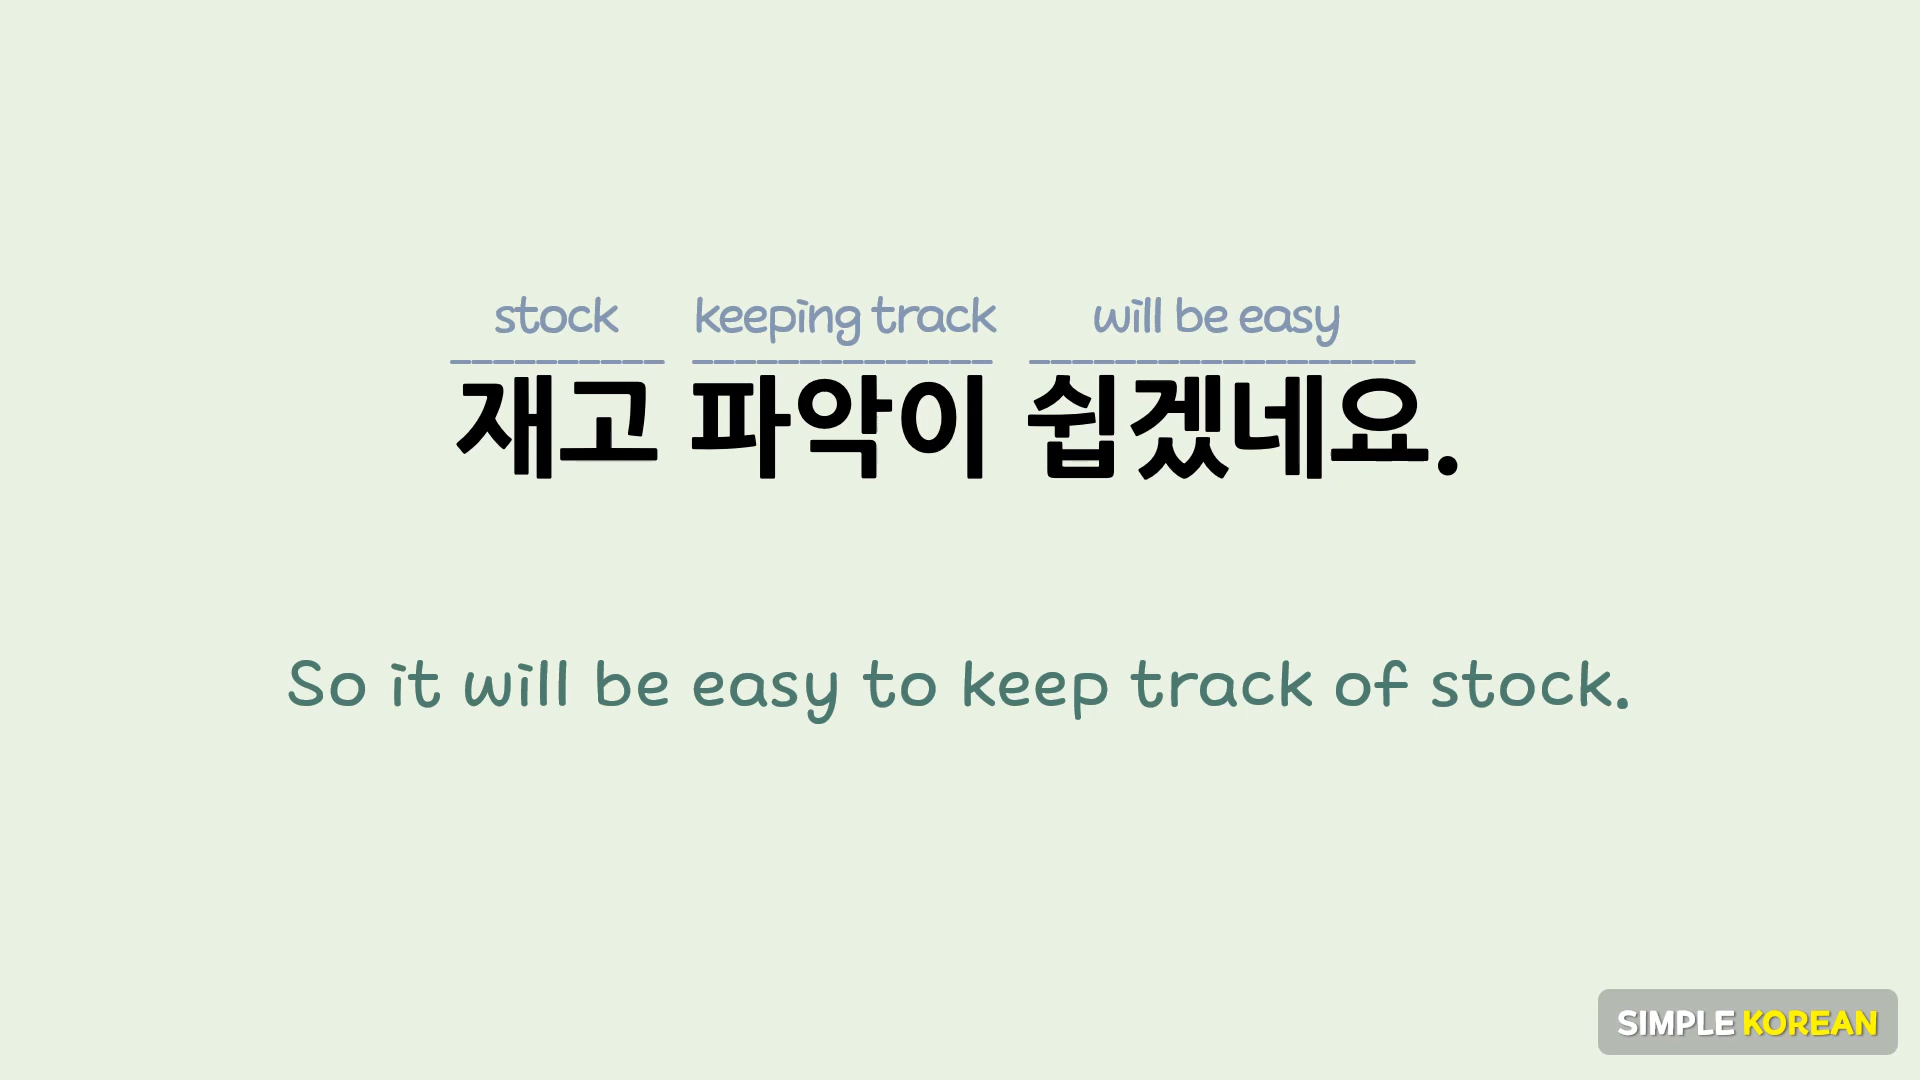 stock keeping track will be easy
재고 파악이 쉽겠네요.
So it will be easy to keep track of stock.
SIMPLE KOREAN